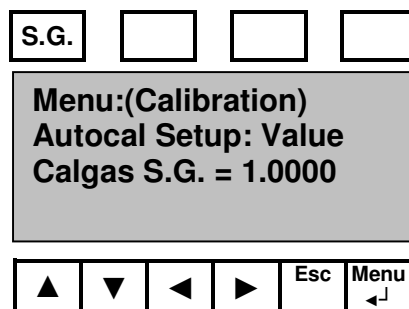 S.G.
Menu:(Calibration)
Autocal Setup: Value
Calgas S.G. = 1.0000
▲ ▼ ◄ ► Esc Menu
◄┘